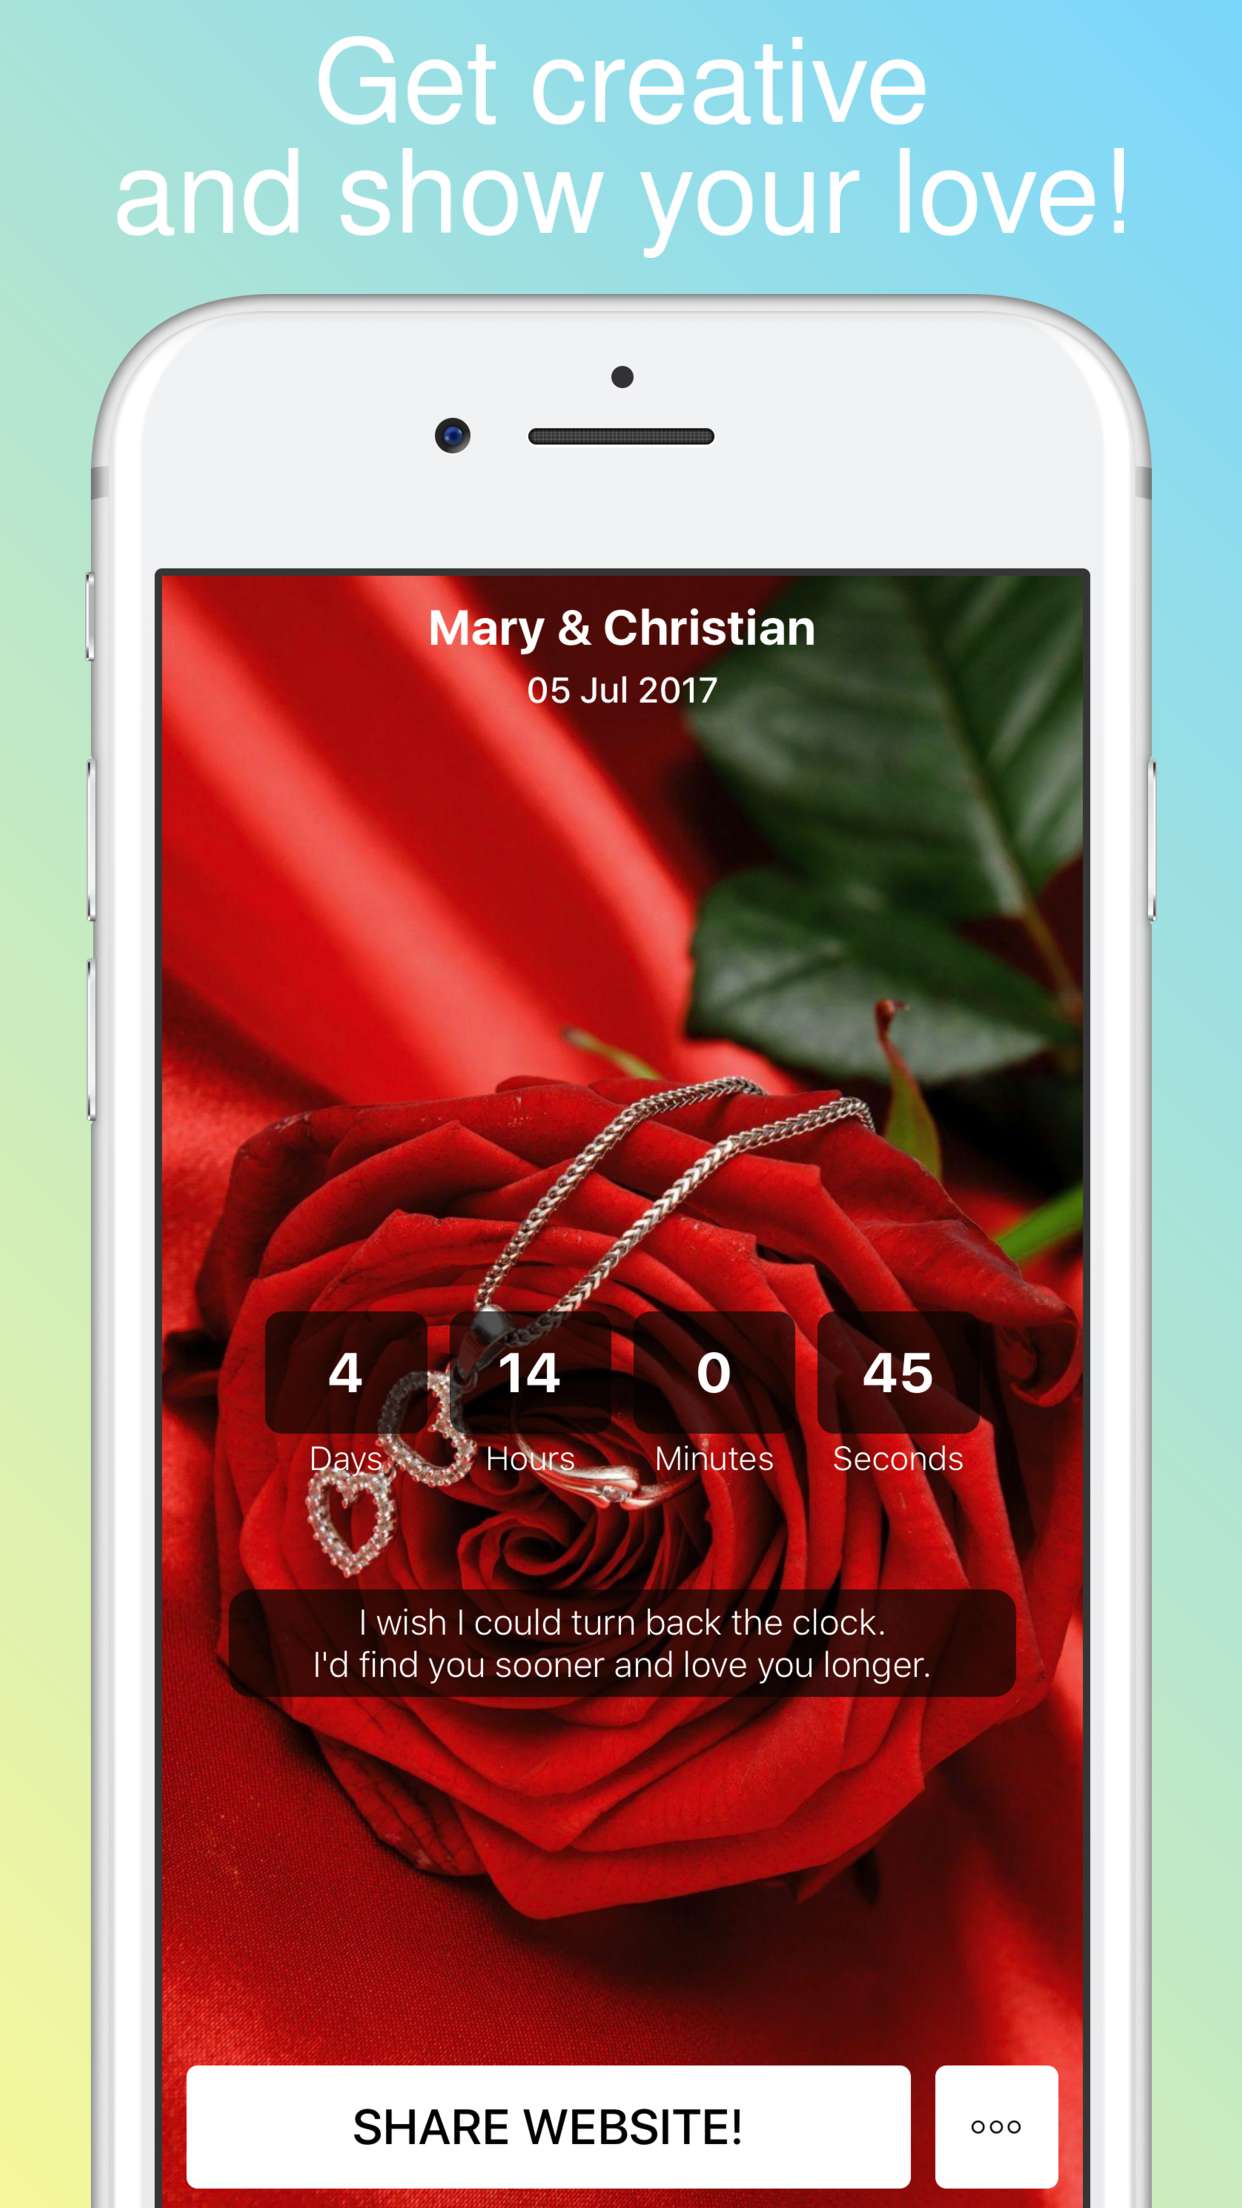 Get creative
and show your love!
Mary & Christian
05 Jul 2017
4 14 0 45
Days Hours Minutes Seconds
I wish I could turn back the clock.
I'd find you sooner and love you longer.
SHARE WEBSITE!